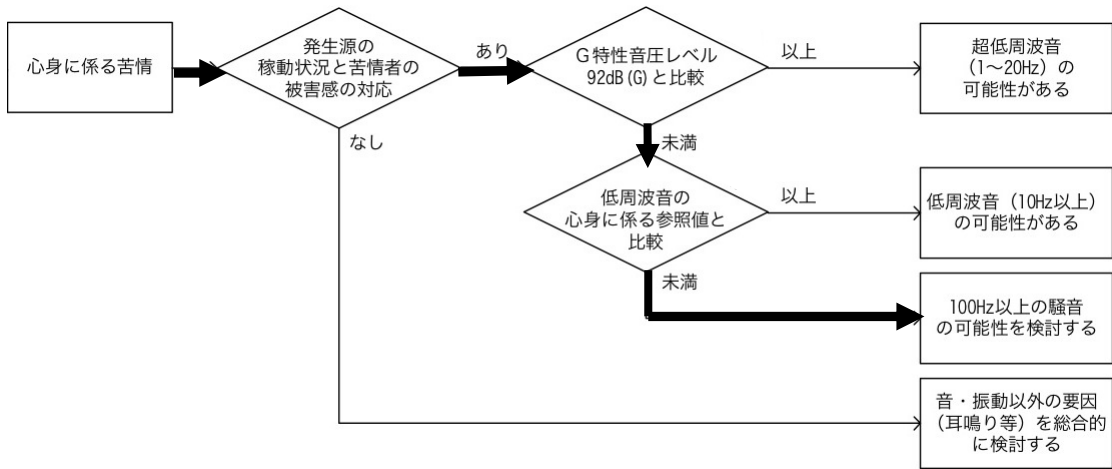 心身に係る苦情
発生源の
稼動状況と苦情者の
被害感の対応
あり
なし
G特性音圧レベル
92dB(G)と比較
以上
未満
超低周波音
(1〜20Hz)の
可能性がある
低周波音の
心身に係る参照値と
比較
以上
未満
低周波音(10Hz以上)
の可能性がある
100Hz以上の騒音
の可能性を検討する
音・振動以外の要因
(耳鳴り等)を総合的
に検討する